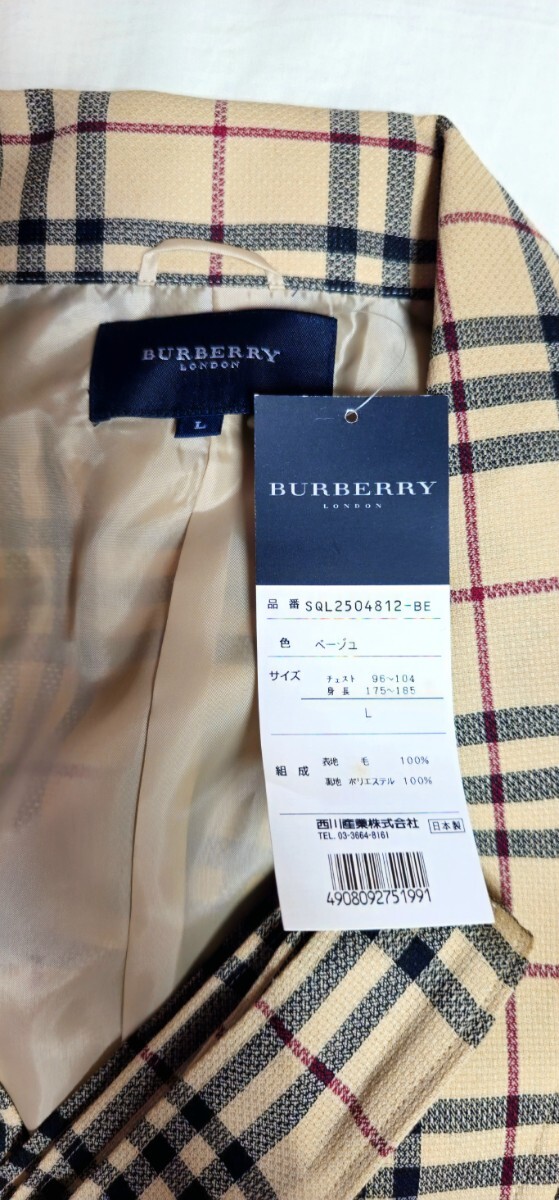 BURBERRY
LONDON
L
BURBERRY
LONDON
品番 SQL2504812-BE
色 ベージュ
サイズ チェスト 96~104
身長 175~185
L
組成 表地 毛 100%
裏地 ポリエステル 100%
西川産業株式会社 日本製
TEL. 03-3664-8161
4908092751991